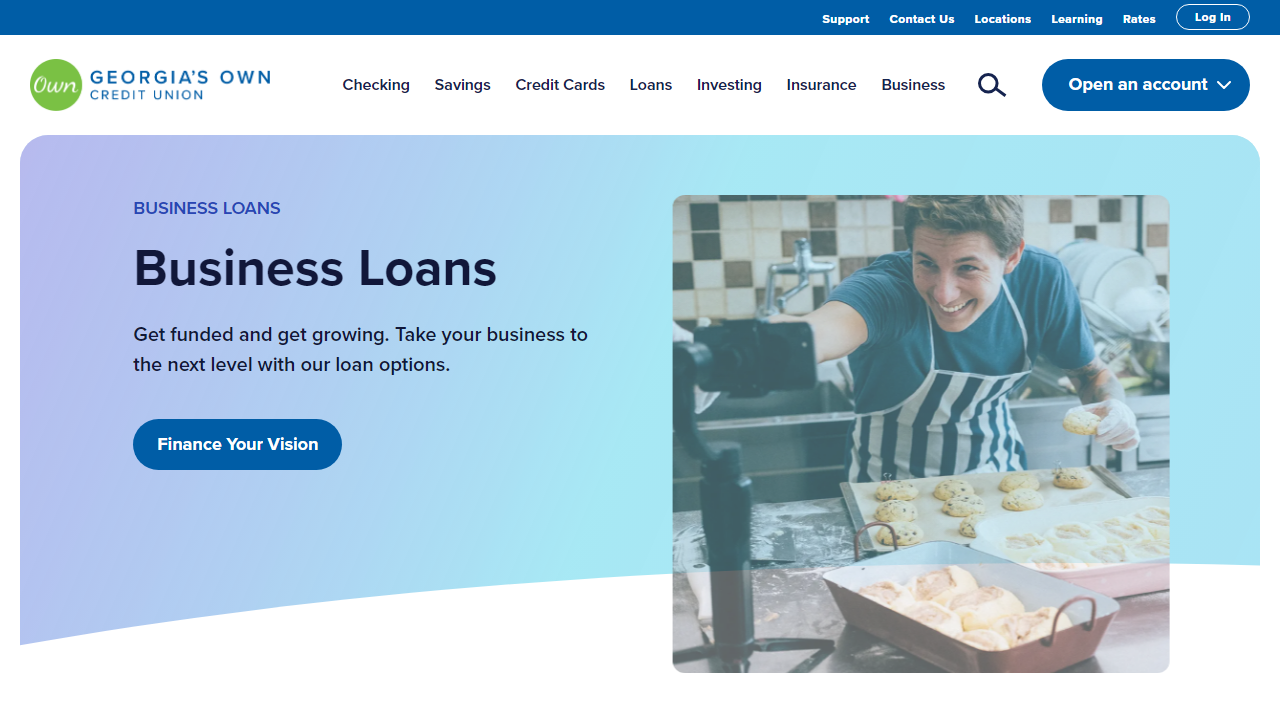 Support Contact Us Locations Learning Rates Log In
Own GEORGIA'S OWN
CREDIT UNION
Checking Savings Credit Cards Loans Investing Insurance Business Open an account
BUSINESS LOANS
Business Loans
Get funded and get growing. Take your business to
the next level with our loan options.
Finance Your Vision